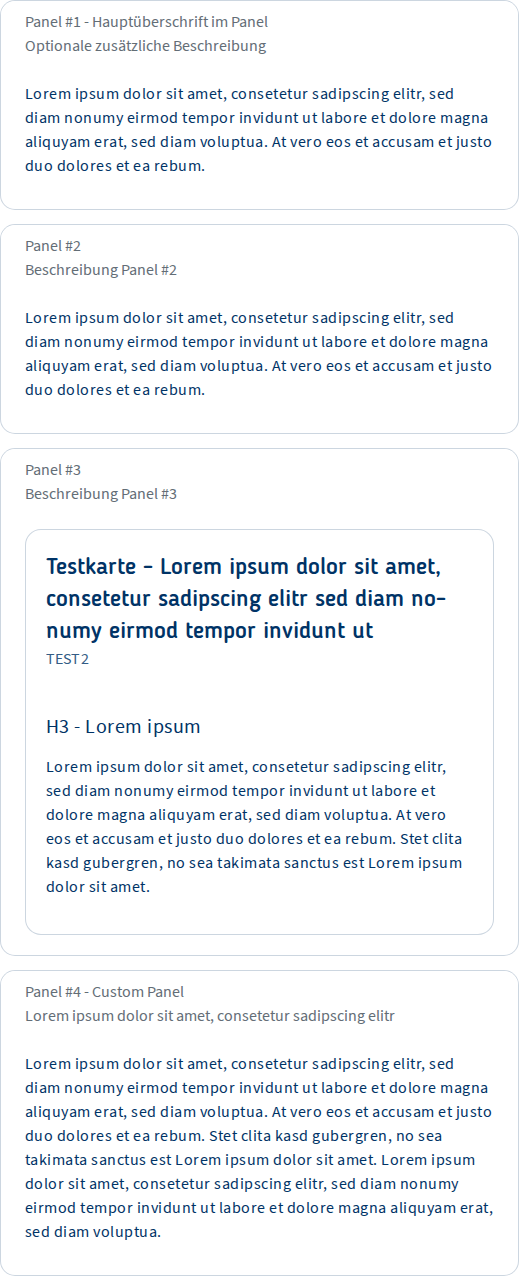 Panel #1 - Hauptüberschrift im Panel
Optionale zusätzliche Beschreibung
Lorem ipsum dolor sit amet, consetetur sadipscing elitr, sed
diam nonumy eirmod tempor invidunt ut labore et dolore magna
aliquyam erat, sed diam voluptua. At vero eos et accusam et justo
duo dolores et ea rebum.
Panel #2
Beschreibung Panel #2
Lorem ipsum dolor sit amet, consetetur sadipscing elitr, sed
diam nonumy eirmod tempor invidunt ut labore et dolore magna
aliquyam erat, sed diam voluptua. At vero eos et accusam et justo
duo dolores et ea rebum.
Panel #3
Beschreibung Panel #3
Testkarte - Lorem ipsum dolor sit amet,
consetetur sadipscing elitr sed diam no-
numy eirmod tempor invidunt ut
TEST2
H3 - Lorem ipsum
Lorem ipsum dolor sit amet, consetetur sadipscing elitr,
sed diam nonumy eirmod tempor invidunt ut labore et
dolore magna aliquyam erat, sed diam voluptua. At vero
eos et accusam et justo duo dolores et ea rebum. Stet clita
kasd gubergren, no sea takimata sanctus est Lorem ipsum
dolor sit amet.
Panel #4 - Custom Panel
Lorem ipsum dolor sit amet, consetetur sadipscing elitr
Lorem ipsum dolor sit amet, consetetur sadipscing elitr, sed
diam nonumy eirmod tempor invidunt ut labore et dolore magna
aliquyam erat, sed diam voluptua. At vero eos et accusam et justo
duo dolores et ea rebum. Stet clita kasd gubergren, no sea
takimata sanctus est Lorem ipsum dolor sit amet. Lorem ipsum
dolor sit amet, consetetur sadipscing elitr, sed diam nonumy
eirmod tempor invidunt ut labore et dolore magna aliquyam erat,
sed diam voluptua.